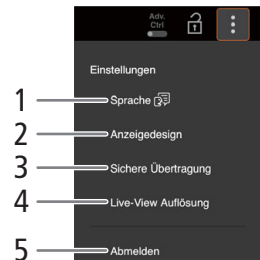 Adv.
Ctrl
Einstellungen
1 Sprache
2 Anzeigedesign
3 Sichere Übertragung
4 Live-View Auflösung
5 Abmelden